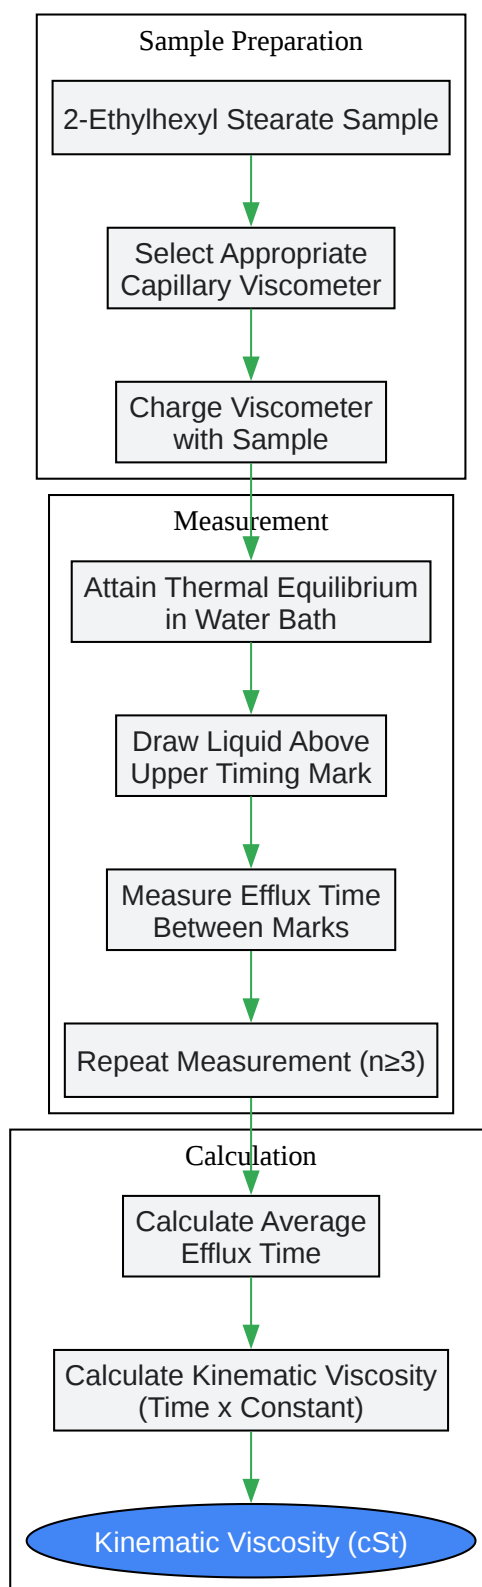 Sample Preparation
2-Ethylhexyl Stearate Sample
Select Appropriate
Capillary Viscometer
Charge Viscometer
with Sample
Measurement
Attain Thermal Equilibrium
in Water Bath
Draw Liquid Above
Upper Timing Mark
Measure Efflux Time
Between Marks
Repeat Measurement (n≥3)
Calculation
Calculate Average
Efflux Time
Calculate Kinematic Viscosity
(Time x Constant)
Kinematic Viscosity (cSt)